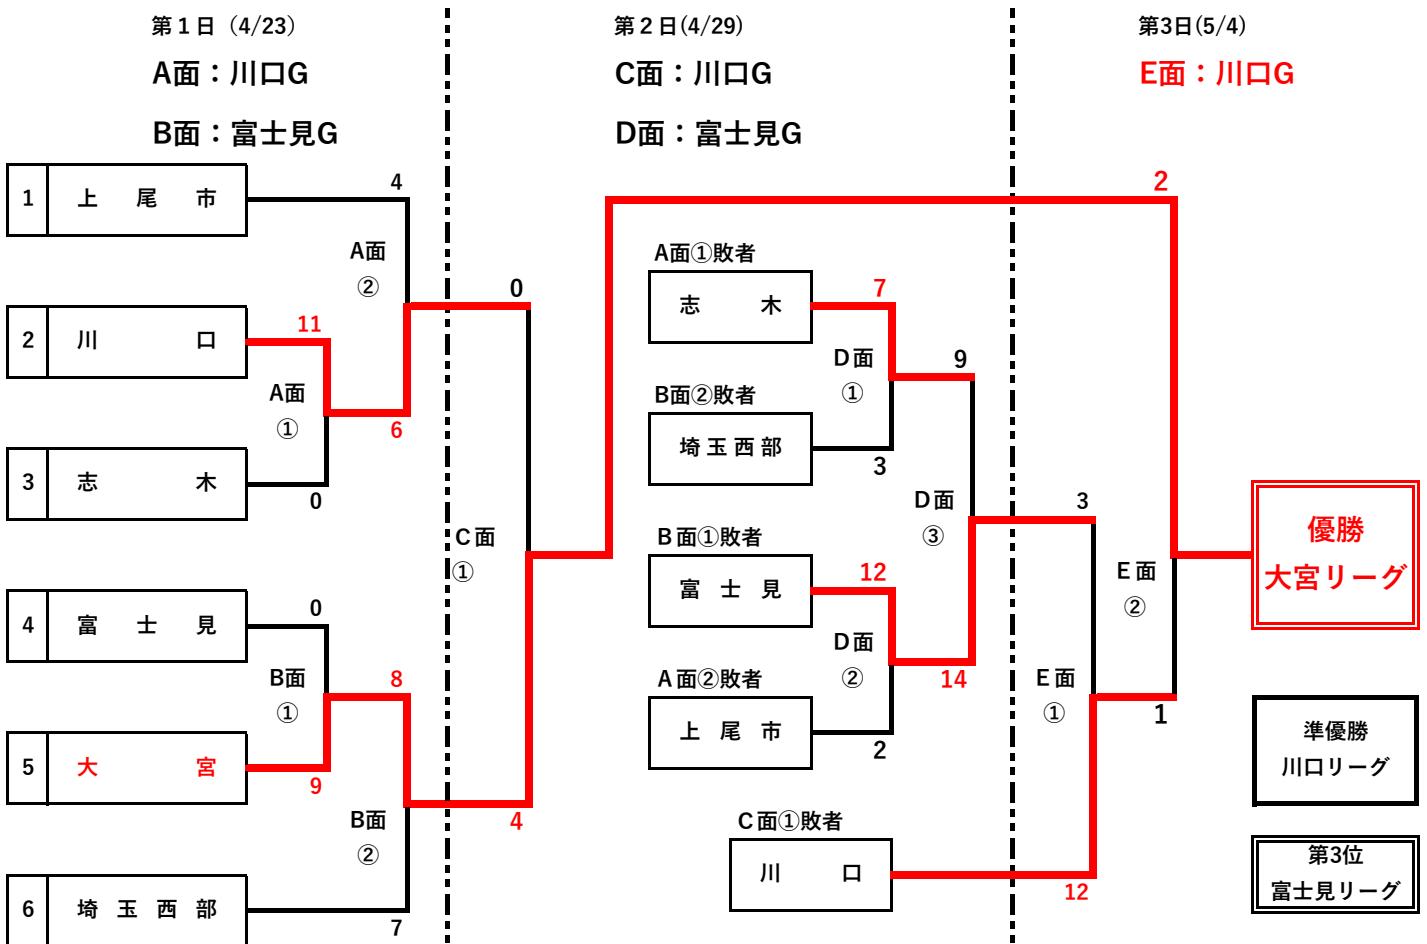 第１日（4/23）
A面：川口G
B面：富士見G
第２日(4/29)
C面：川口G
D面：富士見G
第3日(5/4)
E面：川口G
1 上尾市
4
A面
②
2 川口
11
A面
①
6
3 志木
0
4 富士見
0
B面
①
8
5 大宮
9
B面
②
6 埼玉西部
7
0
C面
①
4
2
A面①敗者
志木
7
D面
①
9
B面②敗者
埼玉西部
3
D面
③
B面①敗者
富士見
12
D面
②
14
A面②敗者
上尾市
2
C面①敗者
川口
3
E面
①
12
E面
②
1
優勝
大宮リーグ
準優勝
川口リーグ
第3位
富士見リーグ